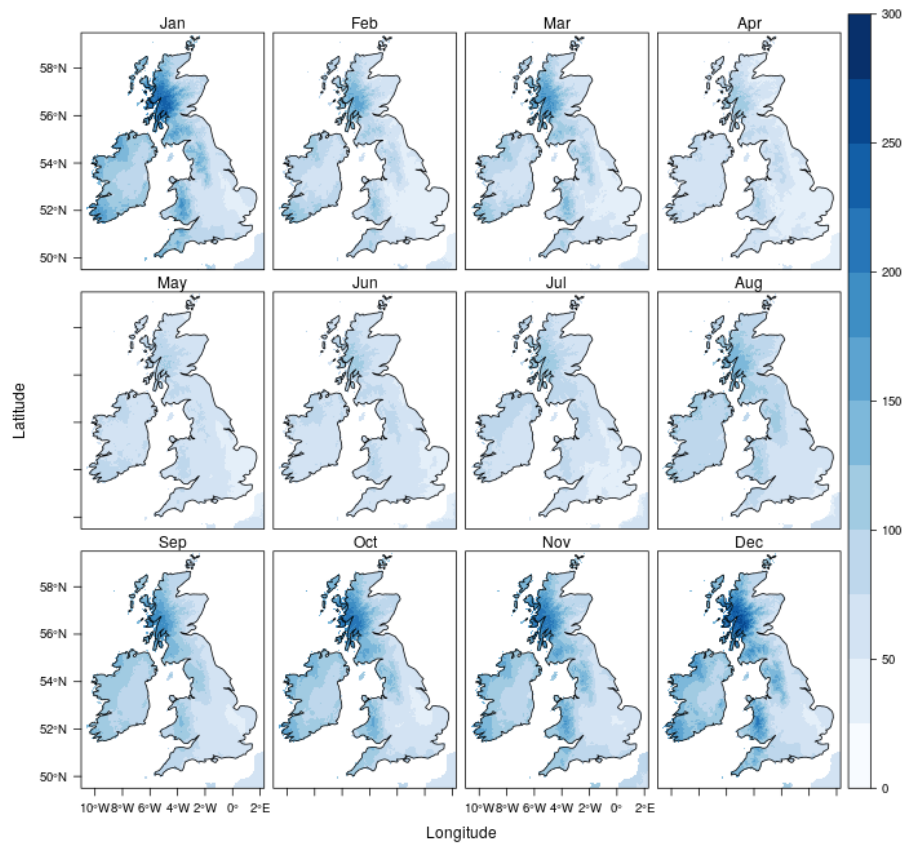 Jan Feb Mar Apr
300
58°N
56°N
250
54°N
52°N
50°N
200
May Jun Jul Aug
Latitude
150
100
Sep Oct Nov Dec
58°N
56°N
50
54°N
52°N
50°N
0
10°W 8°W 6°W 4°W 2°W 0° 2°E 10°W 8°W 6°W 4°W 2°W 0° 2°E
Longitude